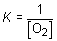 K = 1/[O₂]